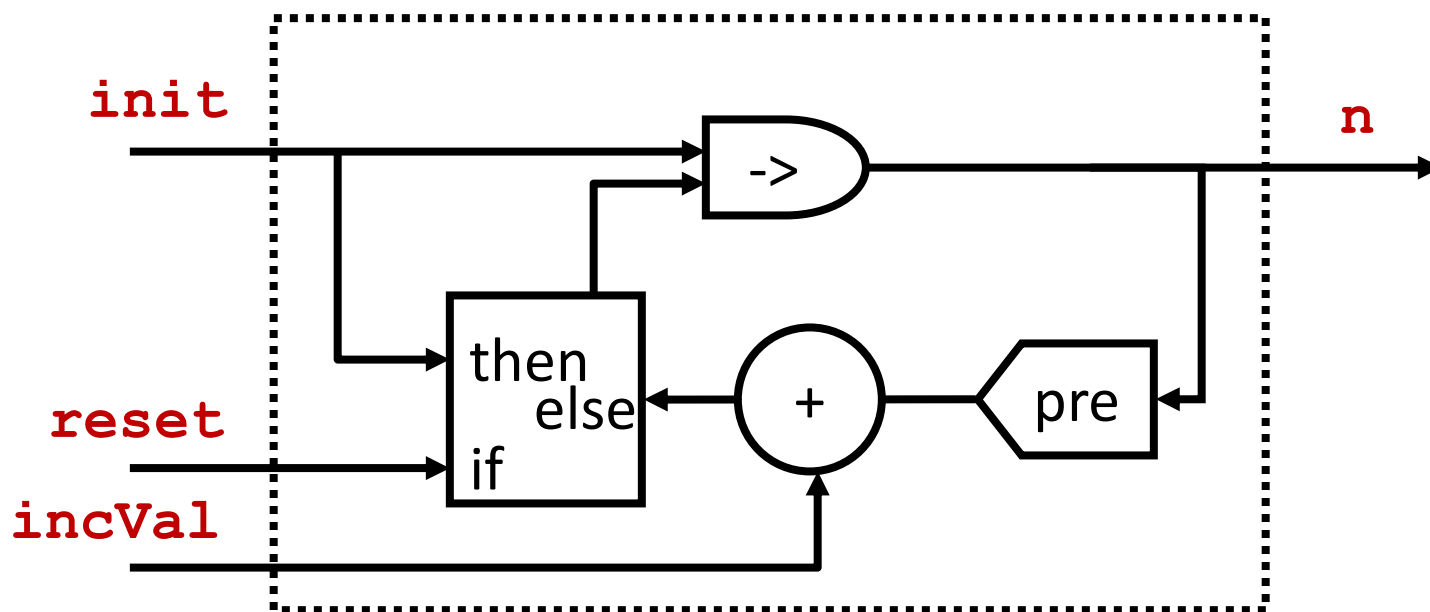 init
n
->
then
else
+
pre
reset
if
incVal